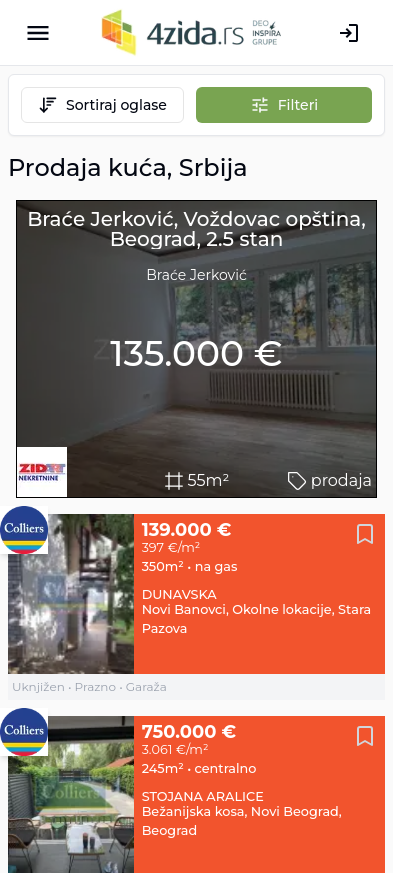 4zida.rs
DEO
INSPIRA
GRUPE
Sortiraj oglase
Filteri
Prodaja kuća, Srbija
Braće Jerković, Voždovac opština,
Beograd, 2.5 stan
Braće Jerković
135.000 €
ZID
NEKRETNINE
55m²
prodaja
Colliers
139.000 €
397 €/m²
350m² • na gas
DUNAVSKA
Novi Banovci, Okolne lokacije, Stara
Pazova
Uknjižen • Prazno • Garaža
Colliers
750.000 €
3.061 €/m²
245m² • centralno
STOJANA ARALICE
Bežanijska kosa, Novi Beograd,
Beograd
Colliers